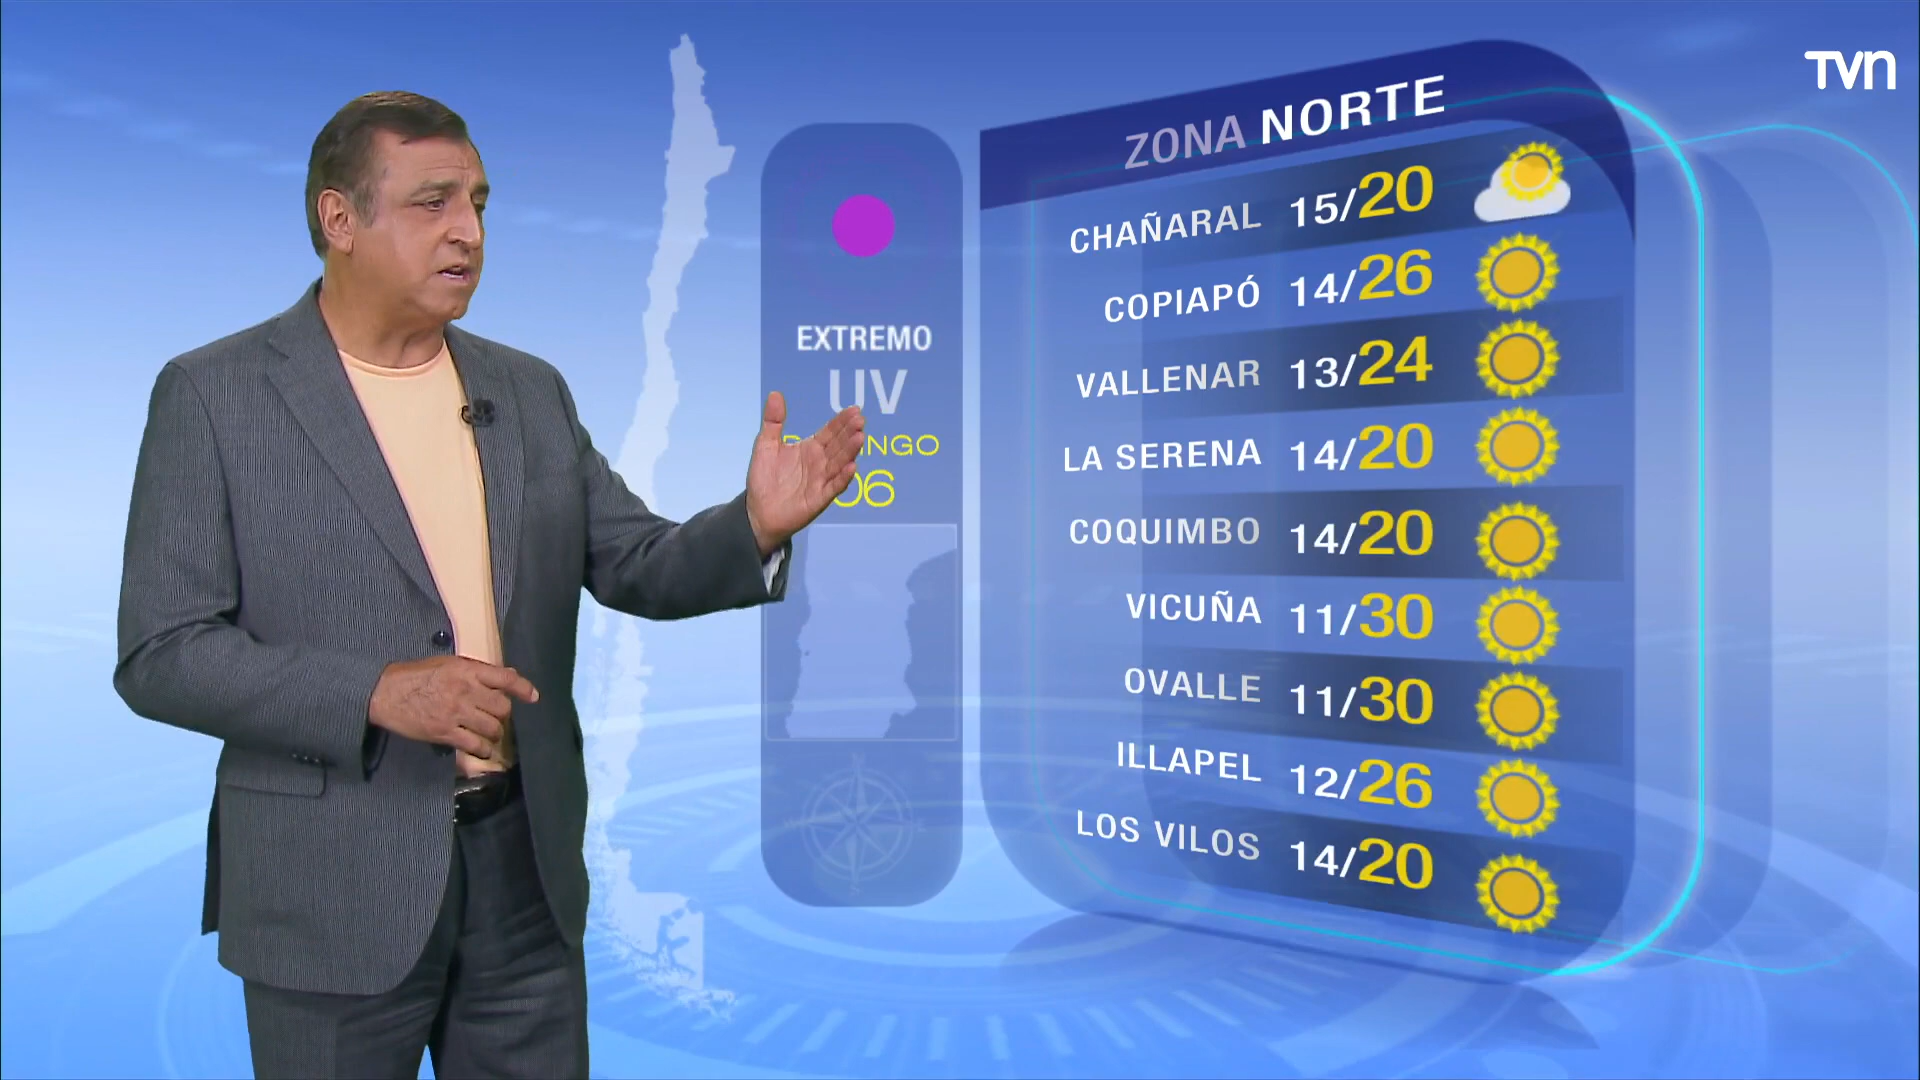 TVN
ZONA NORTE
CHAÑARAL 15/20
COPIAPÓ 14/26
VALLENAR 13/24
LA SERENA 14/20
COQUIMBO 14/20
VICUÑA 11/30
OVALLE 11/30
ILLAPEL 12/26
LOS VILOS 14/20
EXTREMO
UV
06